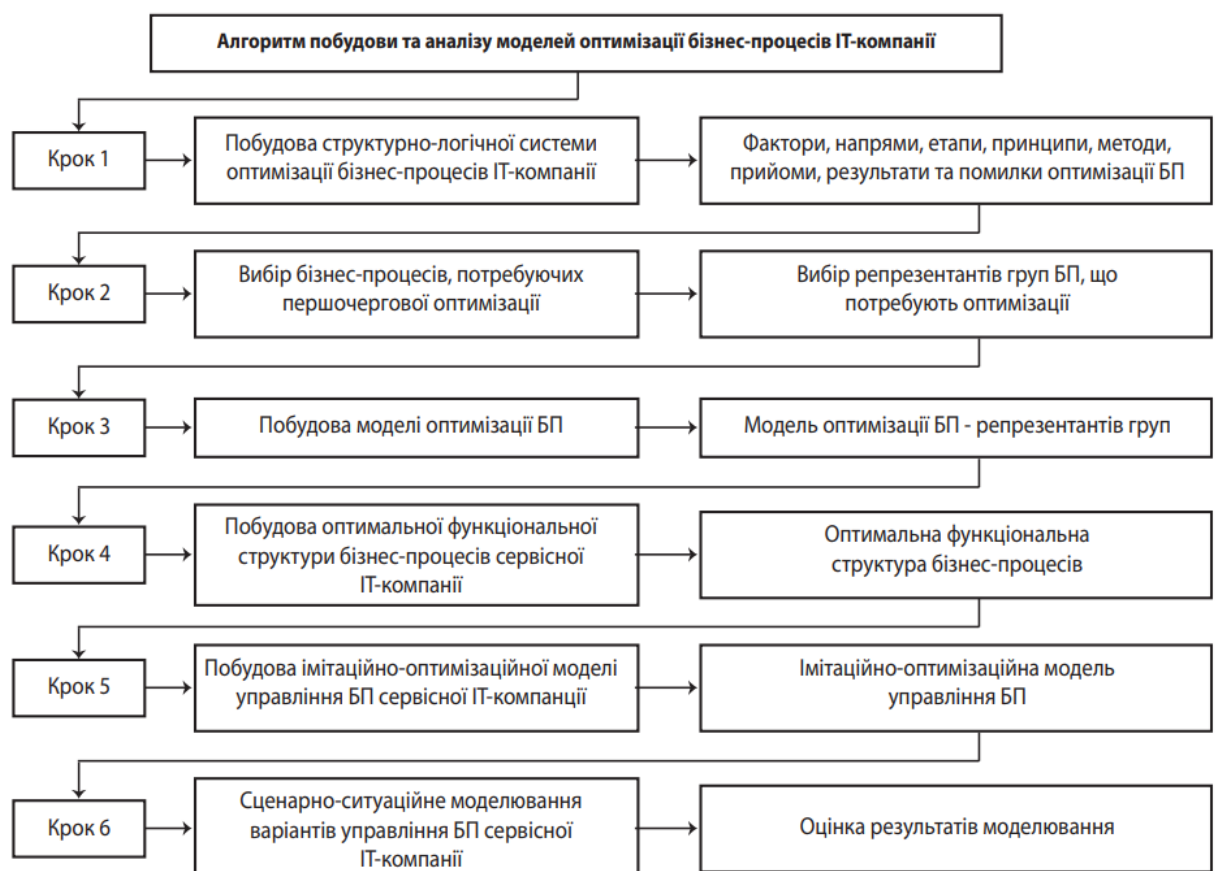 Алгоритм побудови та аналізу моделей оптимізації бізнес-процесів ІТ-компанії
Крок 1
Побудова структурно-логічної системи
оптимізації бізнес-процесів ІТ-компанії
Фактори, напрями, етапи, принципи, методи,
прийоми, результати та помилки оптимізації БП
Крок 2
Вибір бізнес-процесів, потребуючих
першочергової оптимізації
Вибір репрезентантів груп БП, що
потребують оптимізації
Крок 3
Побудова моделі оптимізації БП
Модель оптимізації БП - репрезентантів груп
Крок 4
Побудова оптимальної функціональної
структури бізнес-процесів сервісної
ІТ-компанії
Оптимальна функціональна
структура бізнес-процесів
Крок 5
Побудова імітаційно-оптимізаційної моделі
управління БП сервісної ІТ-компанції
Імітаційно-оптимізаційна модель
управління БП
Крок 6
Сценарно-ситуаційне моделювання
варіантів управління БП сервісної
ІТ-компанії
Оцінка результатів моделювання